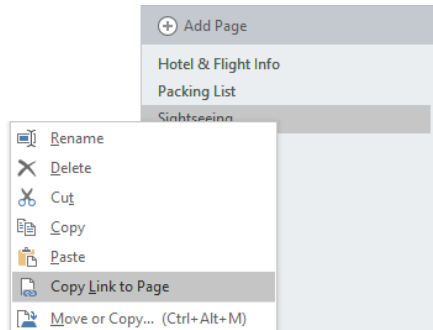 Add Page
Hotel & Flight Info
Packing List
Sightseeing
Rename
Delete
Cut
Copy
Paste
Copy Link to Page
Move or Copy... (Ctrl+Alt+M)